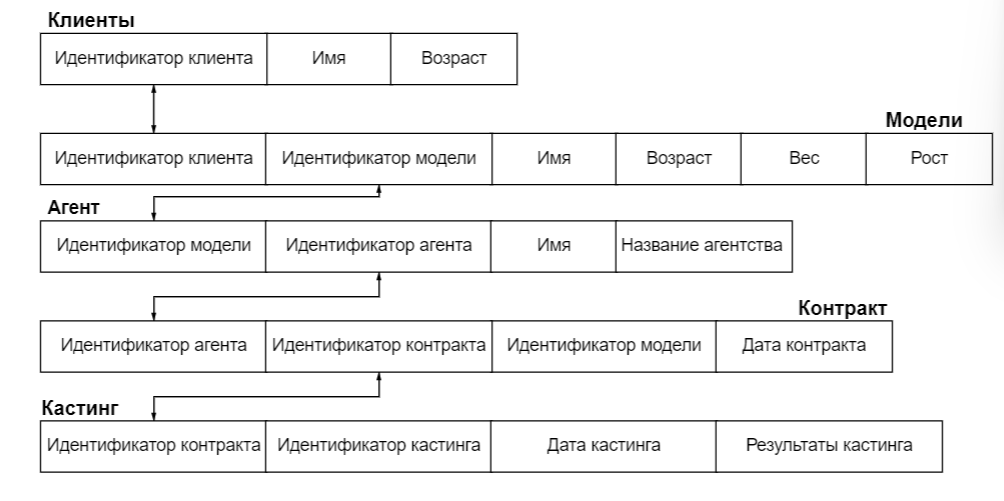 Клиенты
Идентификатор клиента Имя Возраст
Модели
Идентификатор клиента Идентификатор модели Имя Возраст Вес Рост
Агент
Идентификатор модели Идентификатор агента Имя Название агентства
Контракт
Идентификатор агента Идентификатор контракта Идентификатор модели Дата контракта
Кастинг
Идентификатор контракта Идентификатор кастинга Дата кастинга Результаты кастинга